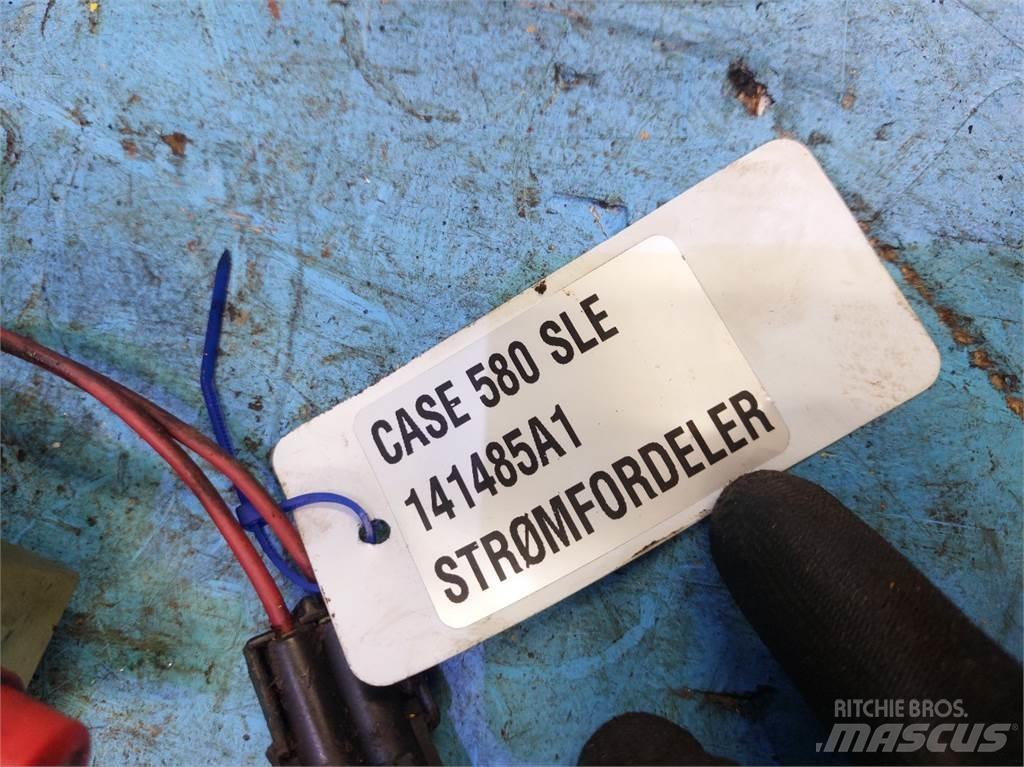 CASE 580 SLE
141485A1
STRØMFORDELER
RITCHIE BROS.
MASCUS